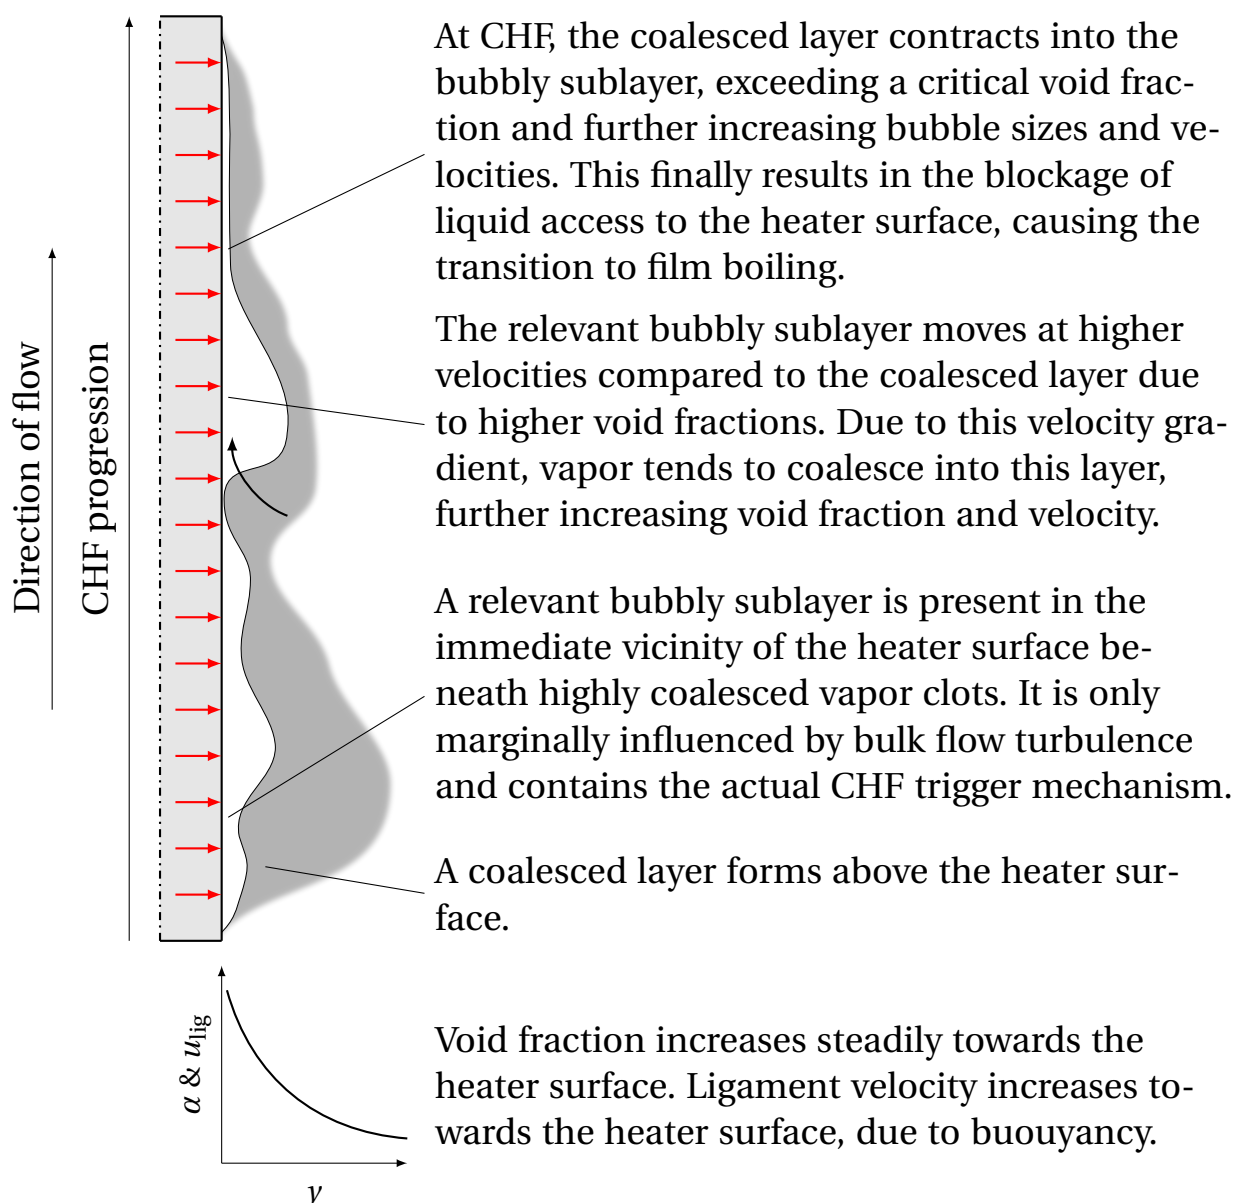 At CHF, the coalesced layer contracts into the
bubbly sublayer, exceeding a critical void frac-
tion and further increasing bubble sizes and ve-
locities. This finally results in the blockage of
liquid access to the heater surface, causing the
transition to film boiling.
The relevant bubbly sublayer moves at higher
velocities compared to the coalesced layer due
to higher void fractions. Due to this velocity gra-
dient, vapor tends to coalesce into this layer,
further increasing void fraction and velocity.
Direction of flow
CHF progression
A relevant bubbly sublayer is present in the
immediate vicinity of the heater surface be-
neath highly coalesced vapor clots. It is only
marginally influenced by bulk flow turbulence
and contains the actual CHF trigger mechanism.
A coalesced layer forms above the heater sur-
face.
α & u_lig
Void fraction increases steadily towards the
heater surface. Ligament velocity increases to-
wards the heater surface, due to buouyancy.
y